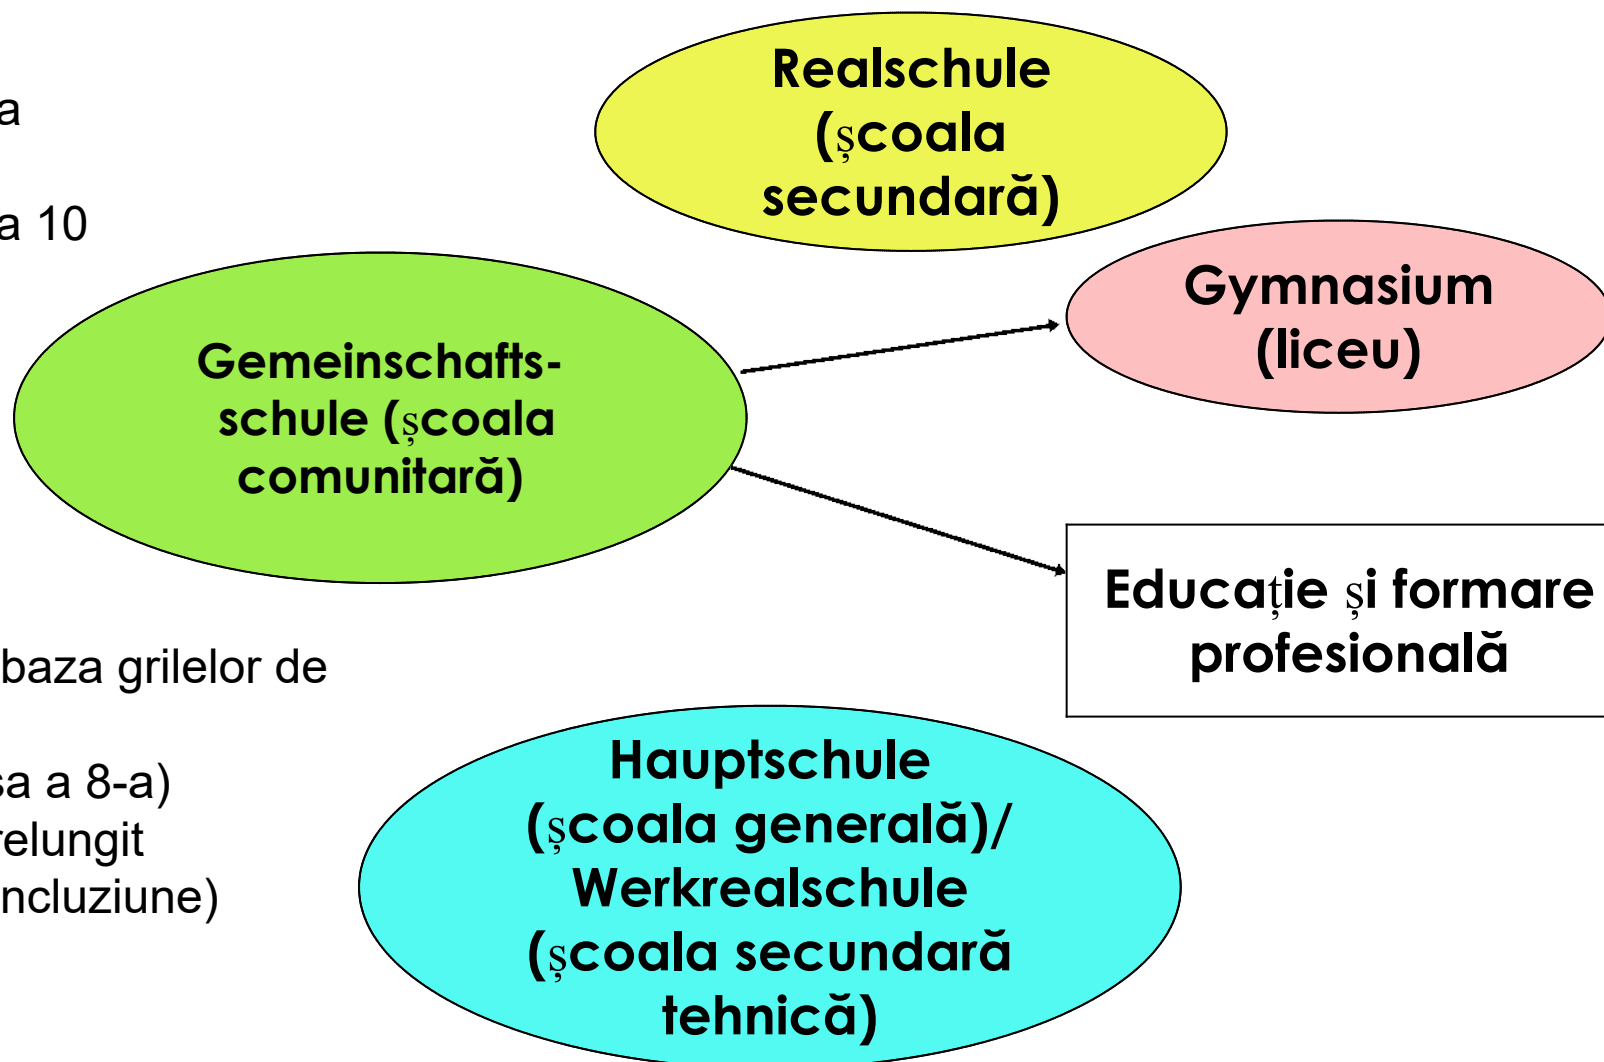 Realschule
(școala
secundară)
a
a 10
Gymnasium
(liceu)
Gemeinschafts-
schule (școala
comunitară)
Educație și formare
profesională
baza grilelor de
sa a 8-a)
relungit
ncluziune)
Hauptschule
(școala generală)/
Werkrealschule
(școala secundară
tehnică)